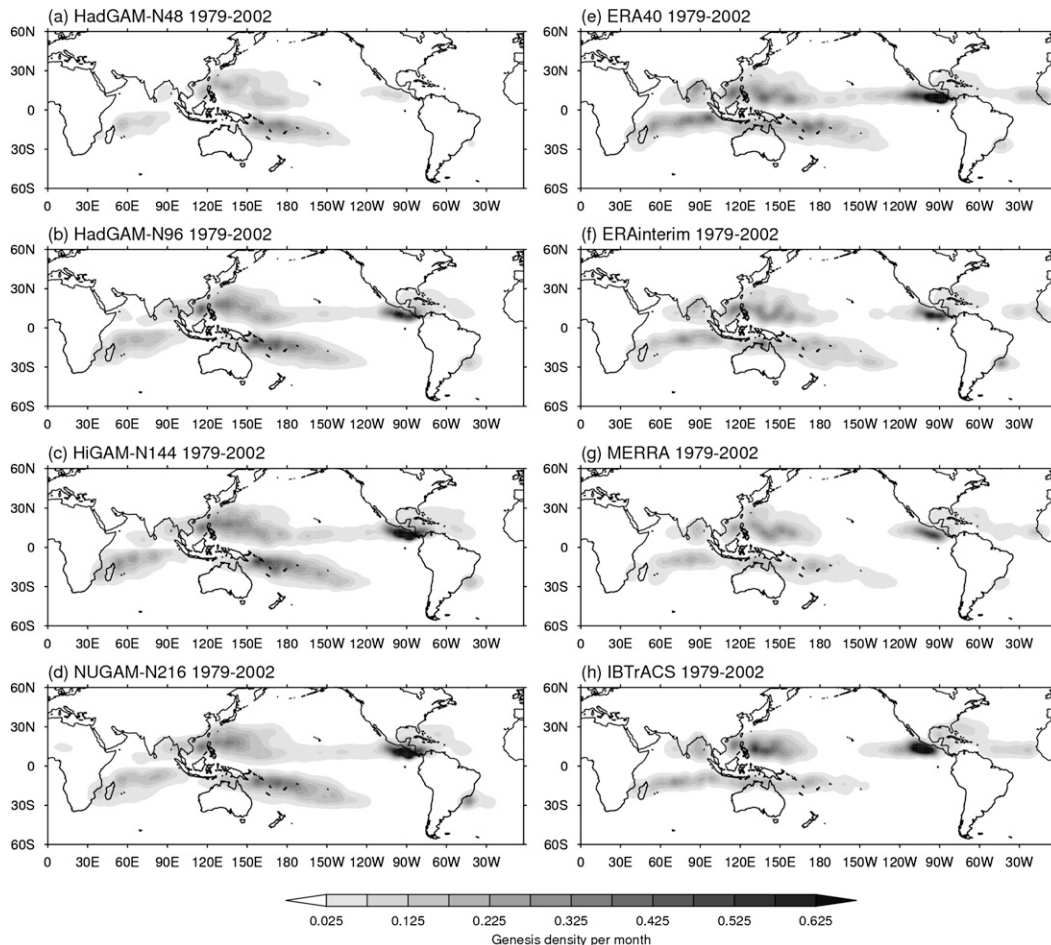 (a) HadGAM-N48 1979-2002
60N
30N
0
30S
60S
0 30E 60E 90E 120E 150E 180 150W 120W 90W 60W 30W
(b) HadGAM-N96 1979-2002
60N
30N
0
30S
60S
0 30E 60E 90E 120E 150E 180 150W 120W 90W 60W 30W
(c) HiGAM-N144 1979-2002
60N
30N
0
30S
60S
0 30E 60E 90E 120E 150E 180 150W 120W 90W 60W 30W
(d) NUGAM-N216 1979-2002
60N
30N
0
30S
60S
0 30E 60E 90E 120E 150E 180 150W 120W 90W 60W 30W
(e) ERA40 1979-2002
60N
30N
0
30S
60S
0 30E 60E 90E 120E 150E 180 150W 120W 90W 60W 30W
(f) ERAinterim 1979-2002
60N
30N
0
30S
60S
0 30E 60E 90E 120E 150E 180 150W 120W 90W 60W 30W
(g) MERRA 1979-2002
60N
30N
0
30S
60S
0 30E 60E 90E 120E 150E 180 150W 120W 90W 60W 30W
(h) IBTrACS 1979-2002
60N
30N
0
30S
60S
0 30E 60E 90E 120E 150E 180 150W 120W 90W 60W 30W
0.025 0.125 0.225 0.325 0.425 0.525 0.625
Genesis density per month